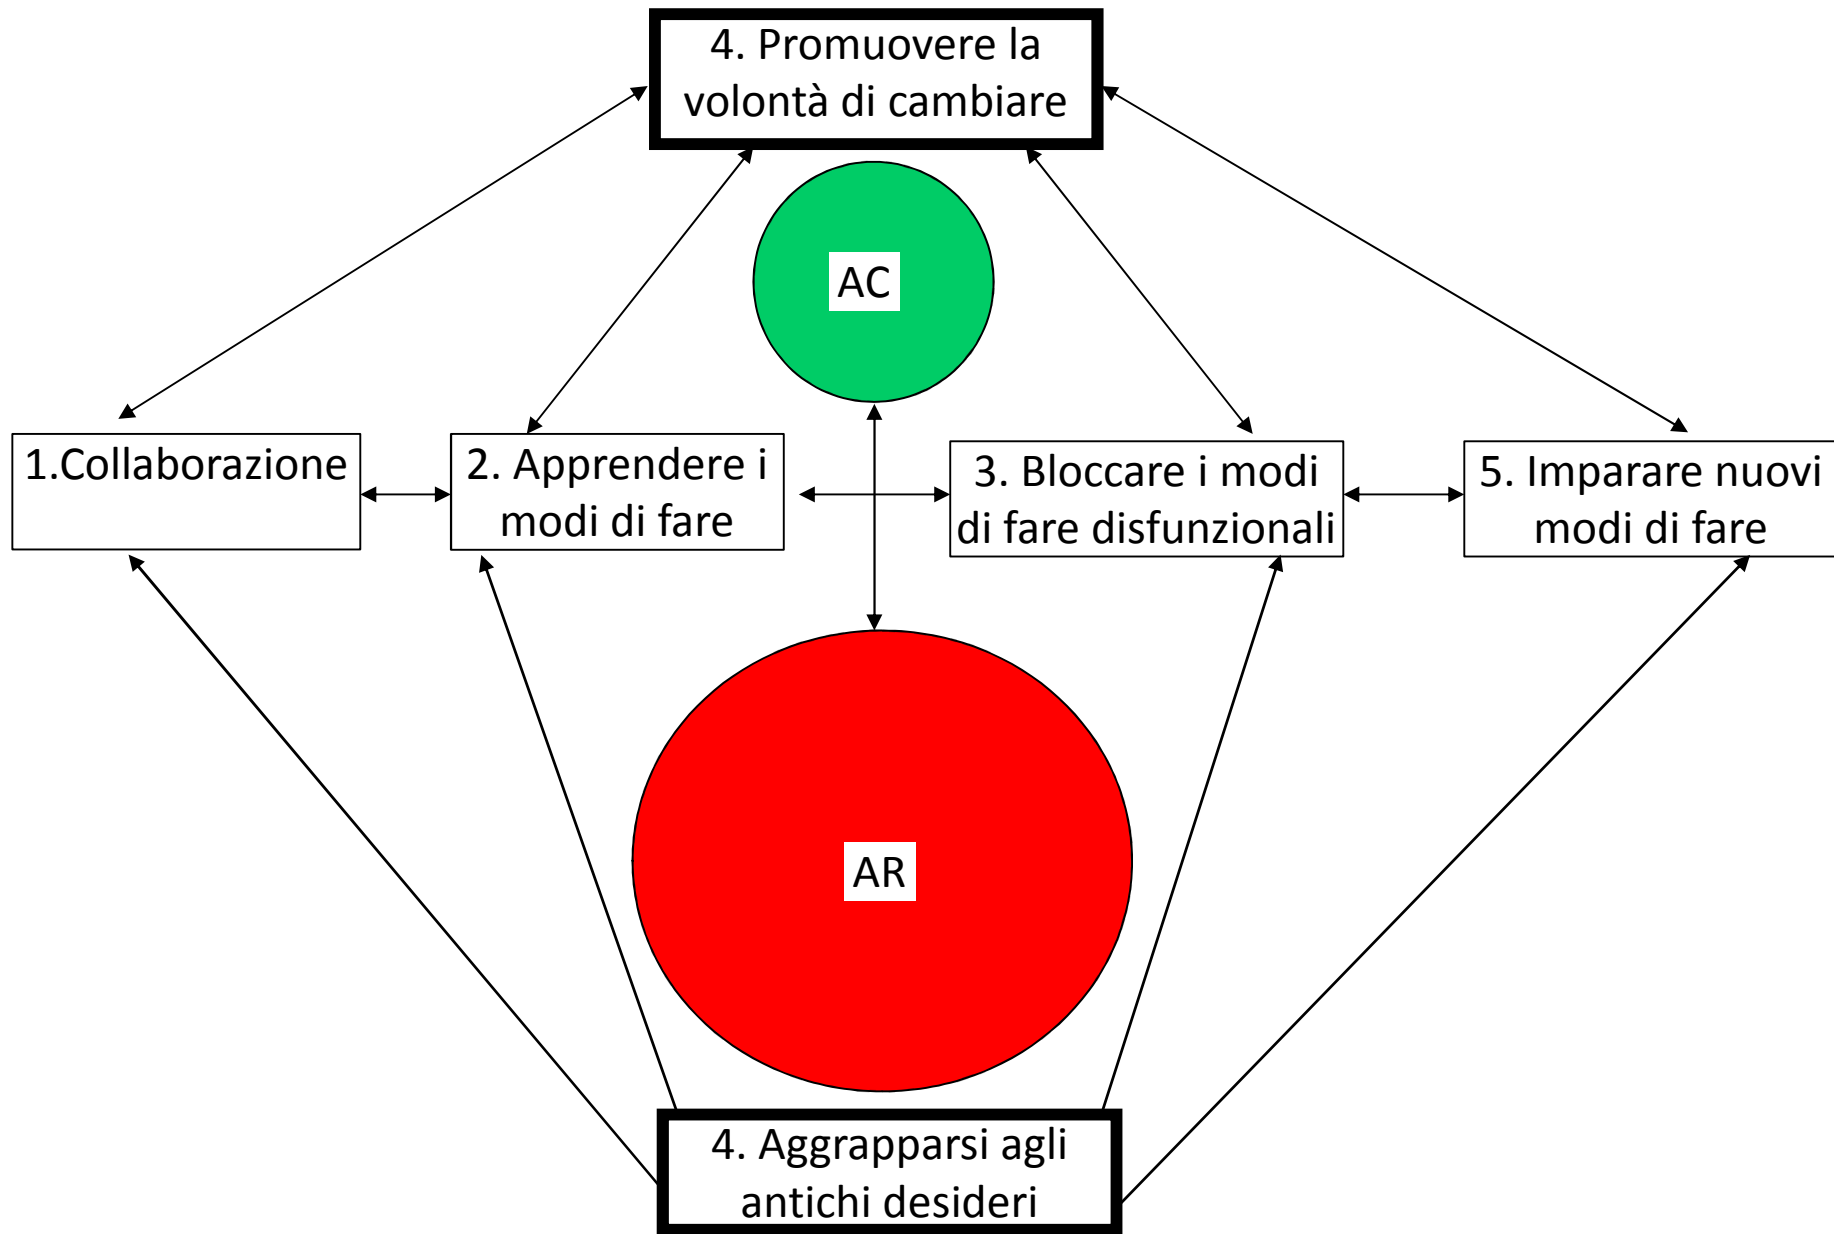 4. Promuovere la
volontà di cambiare
AC
1.Collaborazione
2. Apprendere i
modi di fare
3. Bloccare i modi
di fare disfunzionali
5. Imparare nuovi
modi di fare
AR
4. Aggrapparsi agli
antichi desideri